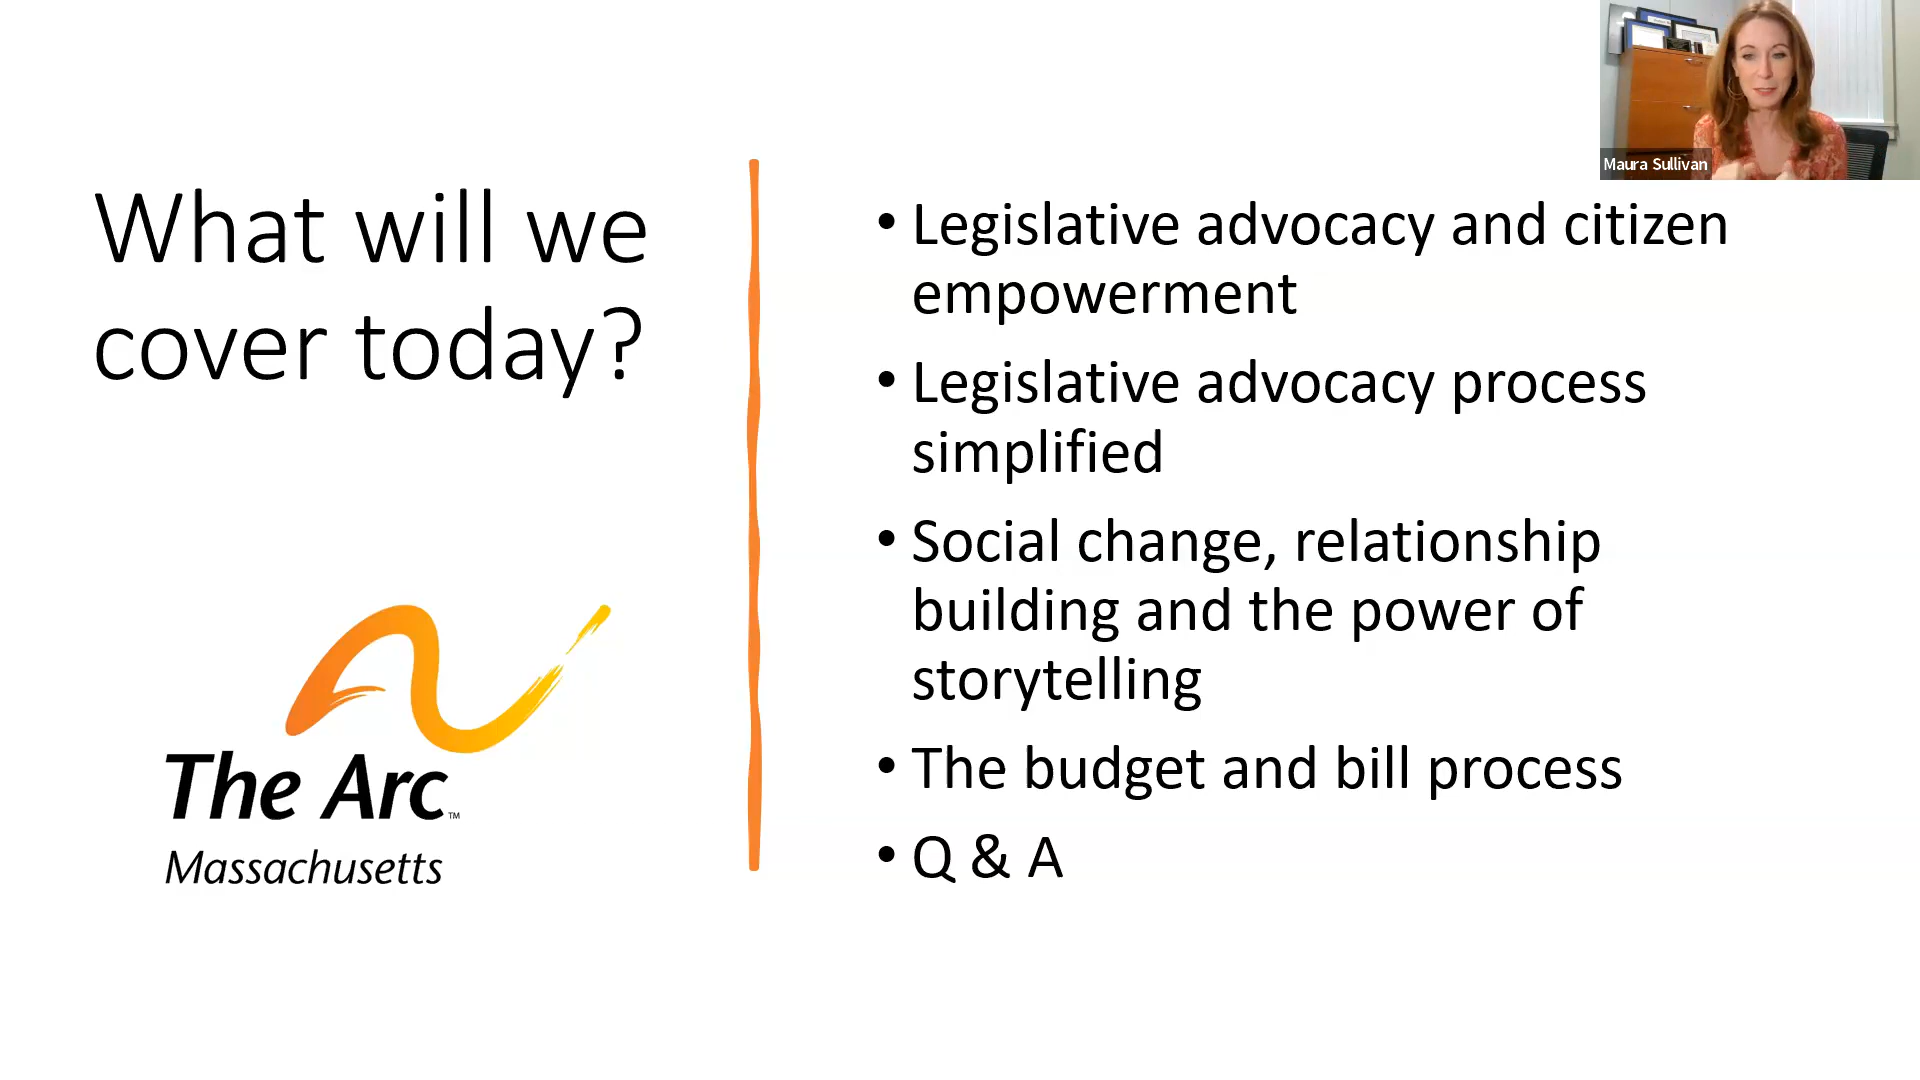 Maura Sullivan
What will we
cover today?
• Legislative advocacy and citizen
empowerment
• Legislative advocacy process
simplified
• Social change, relationship
building and the power of
storytelling
• The budget and bill process
• Q & A
The Arc™
Massachusetts